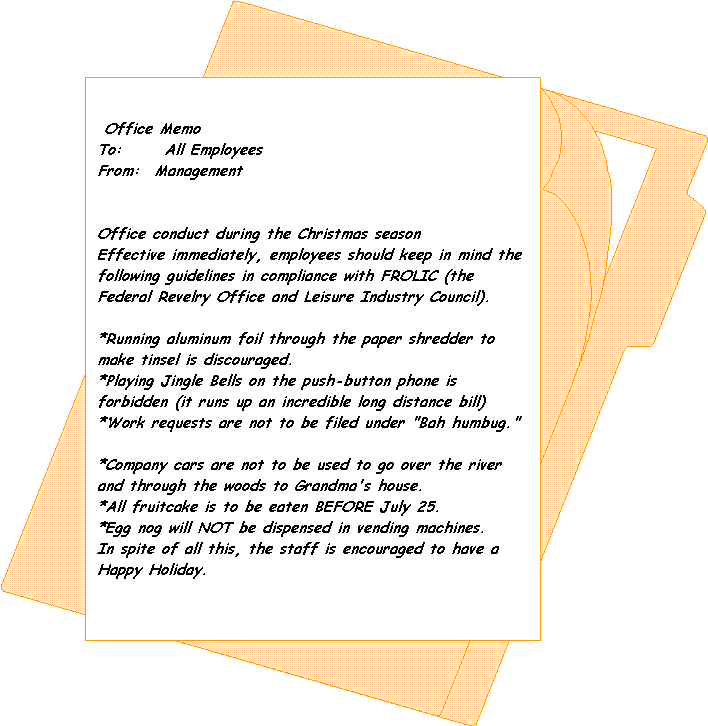 Office Memo
To: All Employees
From: Management
Office conduct during the Christmas season
Effective immediately, employees should keep in mind the
following guidelines in compliance with FROLIC (the
Federal Revelry Office and Leisure Industry Council).
*Running aluminum foil through the paper shredder to
make tinsel is discouraged.
*Playing Jingle Bells on the push-button phone is
forbidden (it runs up an incredible long distance bill)
*Work requests are not to be filed under "Bah humbug."
*Company cars are not to be used to go over the river
and through the woods to Grandma's house.
*All fruitcake is to be eaten BEFORE July 25.
*Egg nog will NOT be dispensed in vending machines.
In spite of all this, the staff is encouraged to have a
Happy Holiday.